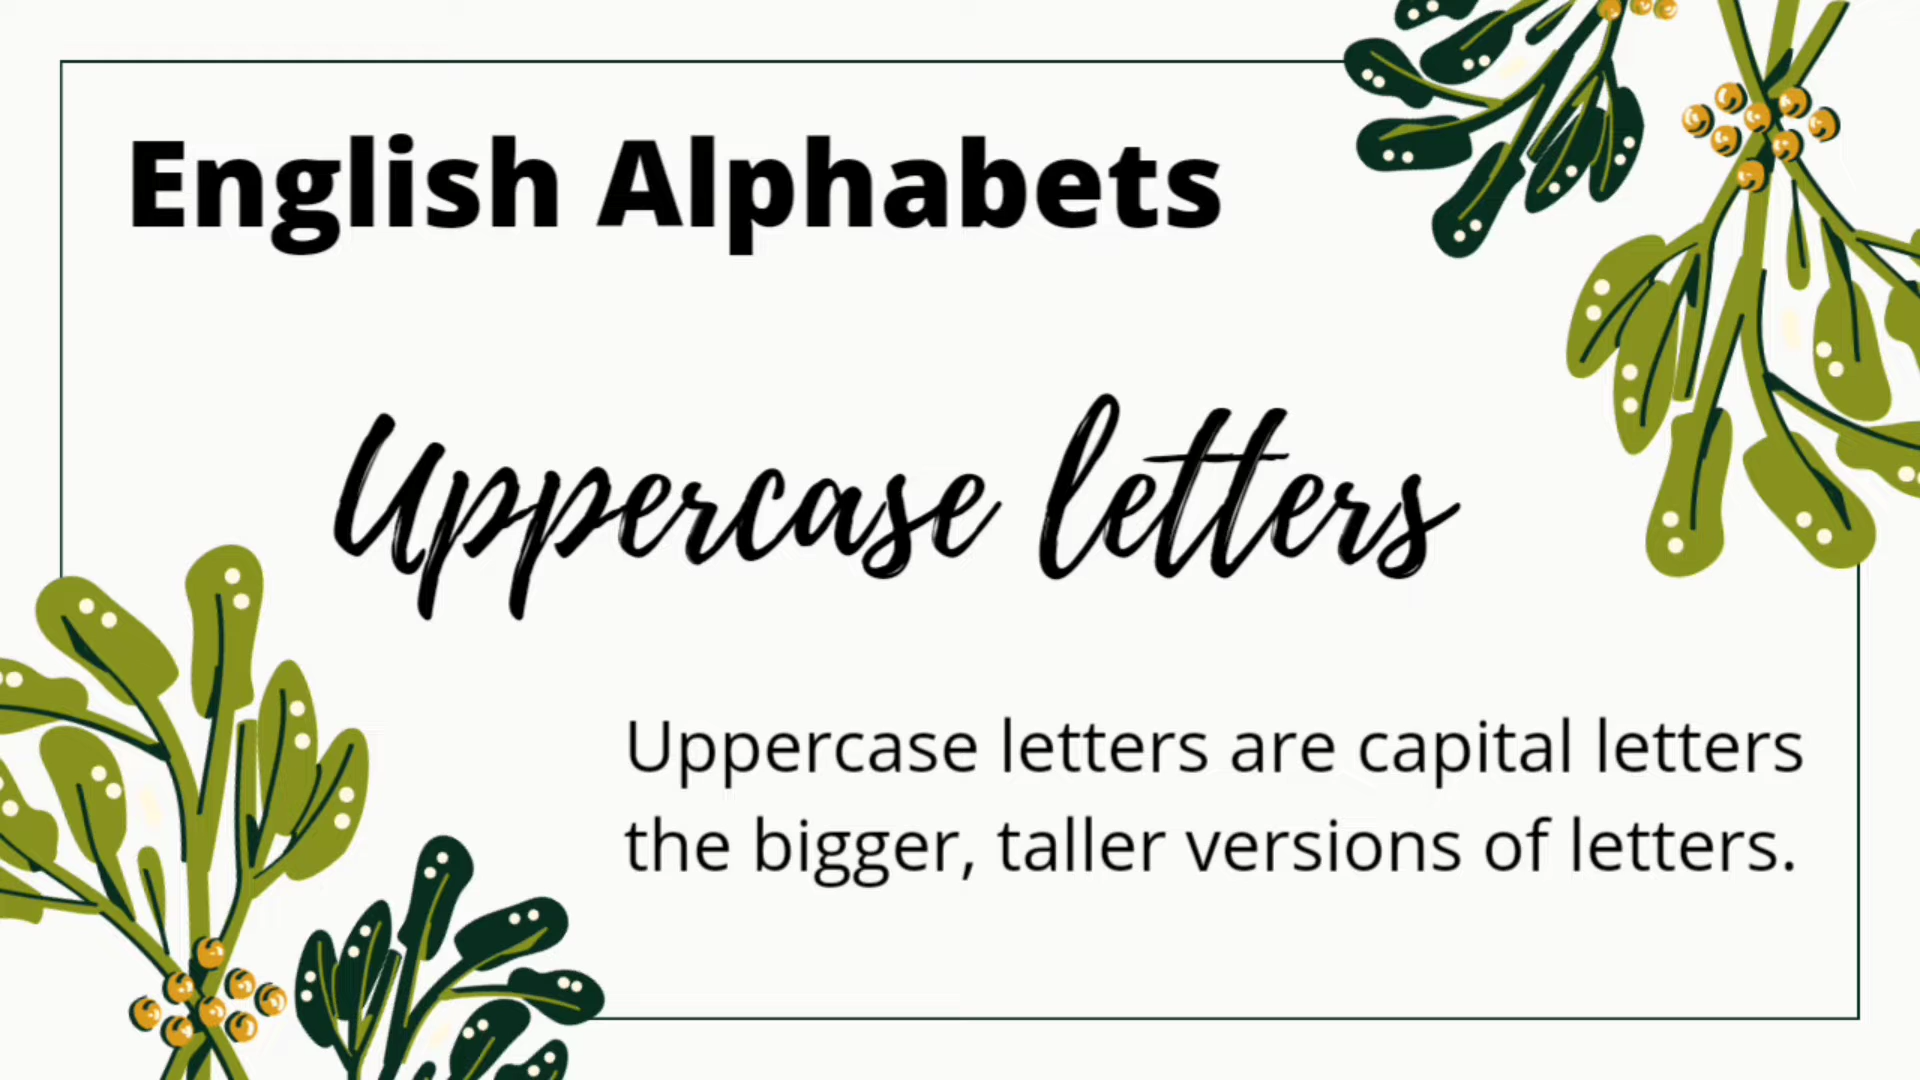 English Alphabets
Uppercase letters
Uppercase letters are capital letters
the bigger, taller versions of letters.